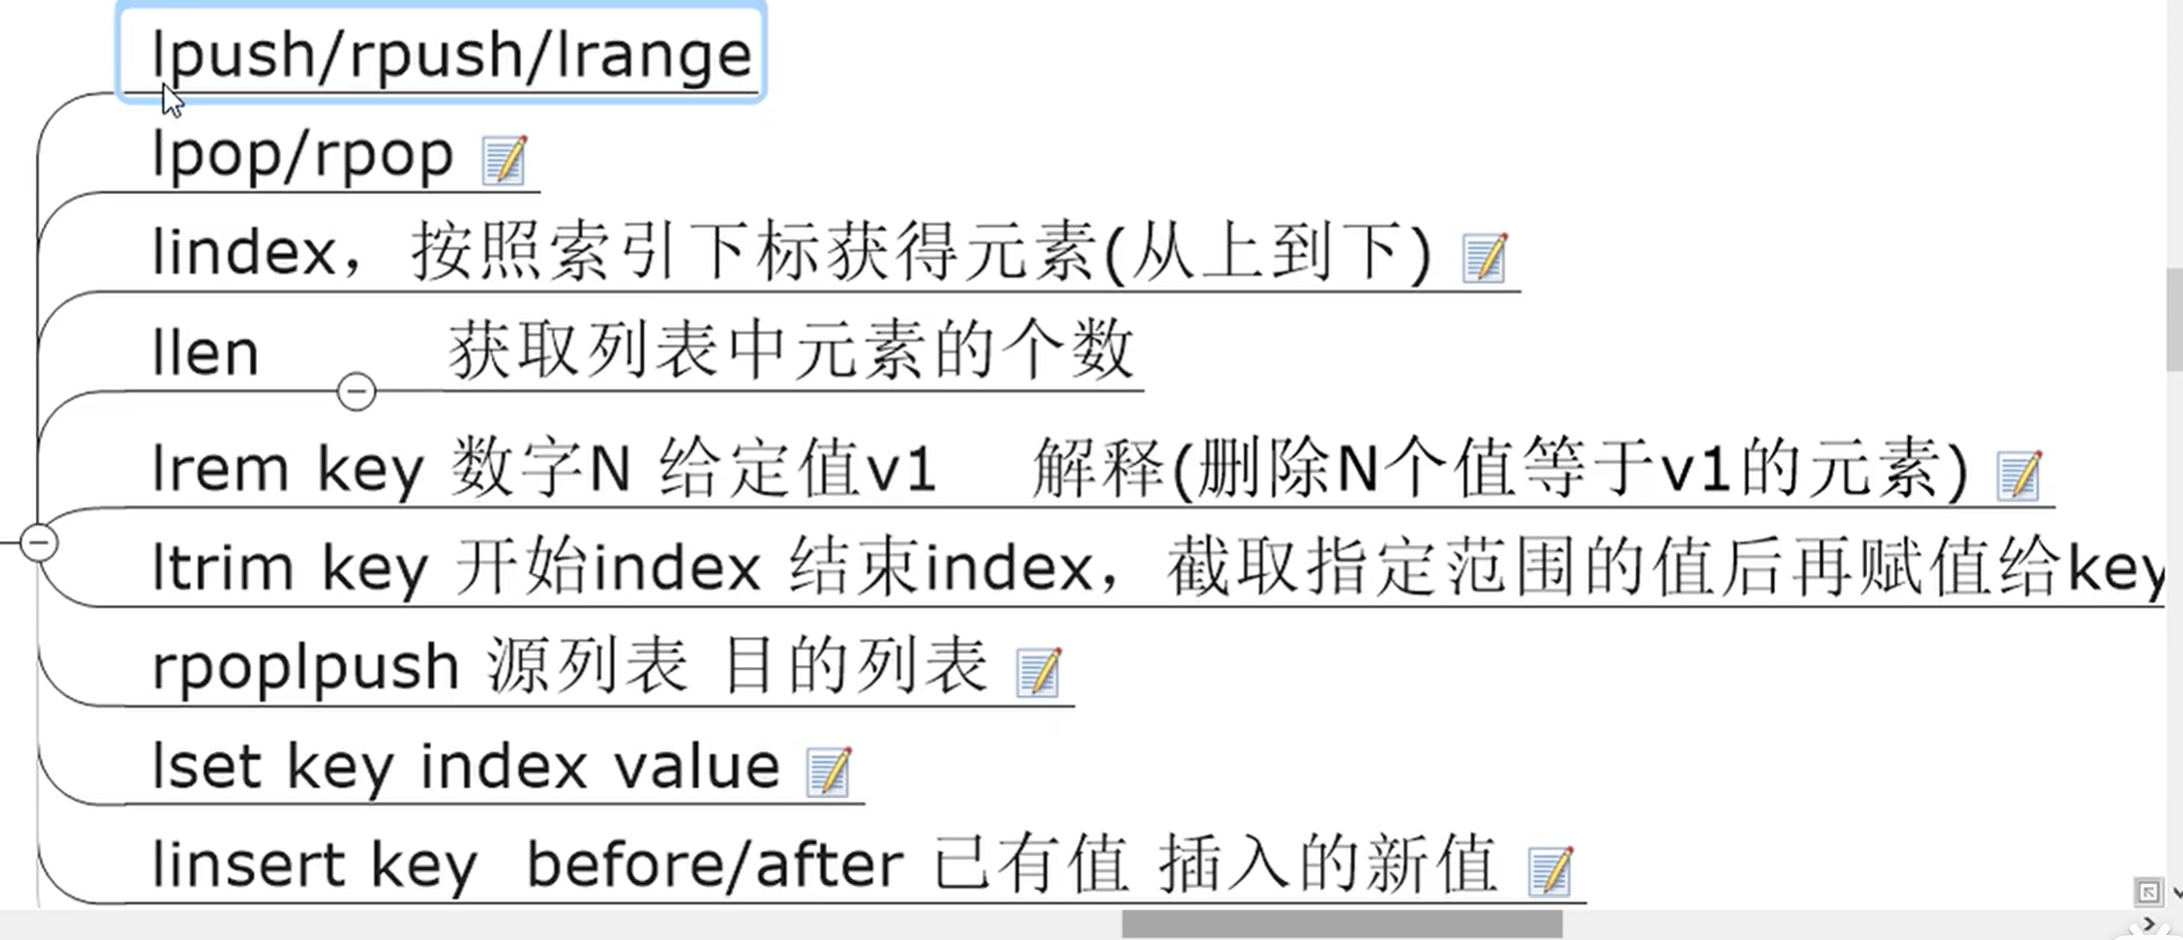 lpush/rpush/lrange
lpop/rpop
lindex，按照索引下标获得元素(从上到下)
llen 获取列表中元素的个数
lrem key 数字N 给定值v1 解释(删除N个值等于v1的元素)
ltrim key 开始index 结束index，截取指定范围的值后再赋值给key
rpoplpush 源列表 目的列表
lset key index value
linsert key before/after 已有值 插入的新值